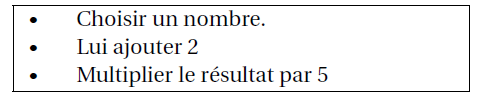 • Choisir un nombre.
• Lui ajouter 2
• Multiplier le résultat par 5